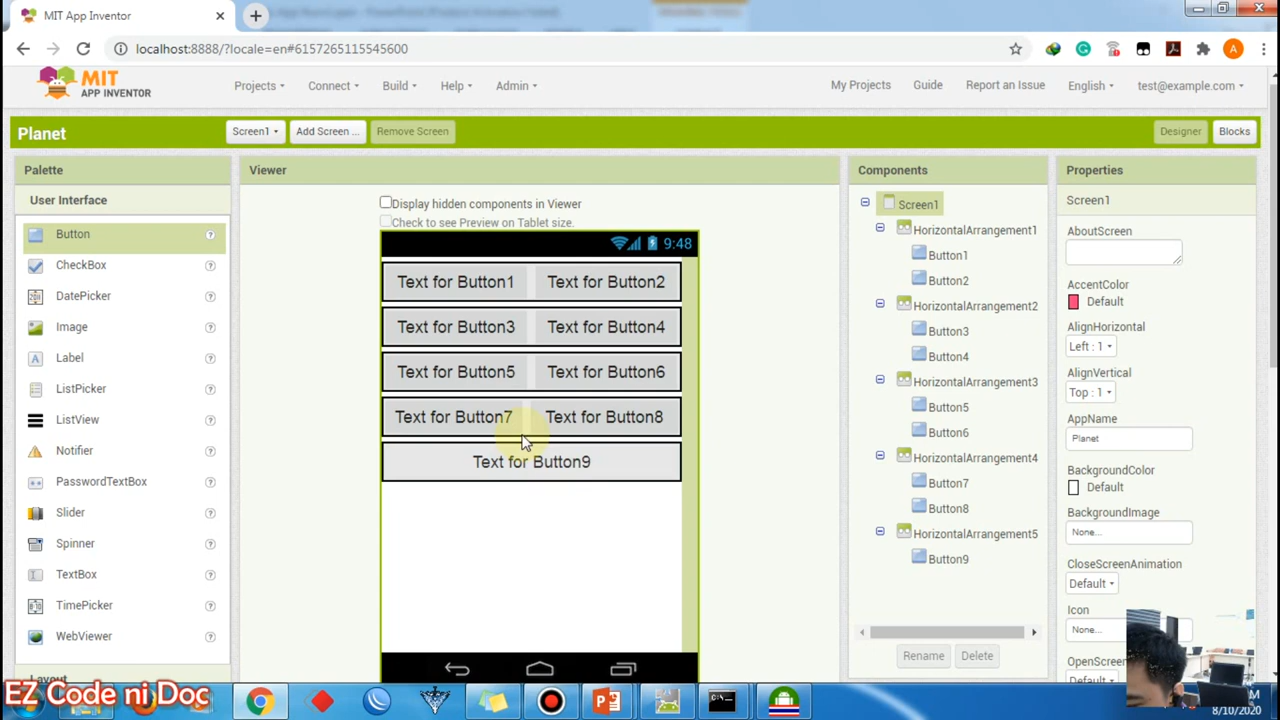 MIT App Inventor
localhost:8888/?locale=en#6157265115545600
A
MIT
APP INVENTOR
Projects
Connect
Build
Help
Admin
My Projects
Guide
Report an Issue
English
test@example.com
Planet
Screen1
Add Screen ...
Remove Screen
Designer
Blocks
Palette
Viewer
Components
Properties
User Interface
Button
CheckBox
DatePicker
Image
Label
ListPicker
ListView
Notifier
PasswordTextBox
Slider
Spinner
TextBox
TimePicker
WebViewer
Layout
Display hidden components in Viewer
Check to see Preview on Tablet size.
9:48
Text for Button1
Text for Button2
Text for Button3
Text for Button4
Text for Button5
Text for Button6
Text for Button7
Text for Button8
Text for Button9
Screen1
HorizontalArrangement1
Button1
Button2
HorizontalArrangement2
Button3
Button4
HorizontalArrangement3
Button5
Button6
HorizontalArrangement4
Button7
Button8
HorizontalArrangement5
Button9
Rename
Delete
Screen1
AboutScreen
AccentColor
Default
AlignHorizontal
Left : 1
AlignVertical
Top : 1
AppName
Planet
BackgroundColor
Default
BackgroundImage
None...
CloseScreenAnimation
Default
Icon
None...
OpenScreen
Default
EZ Code ni Doc
8/10/2020